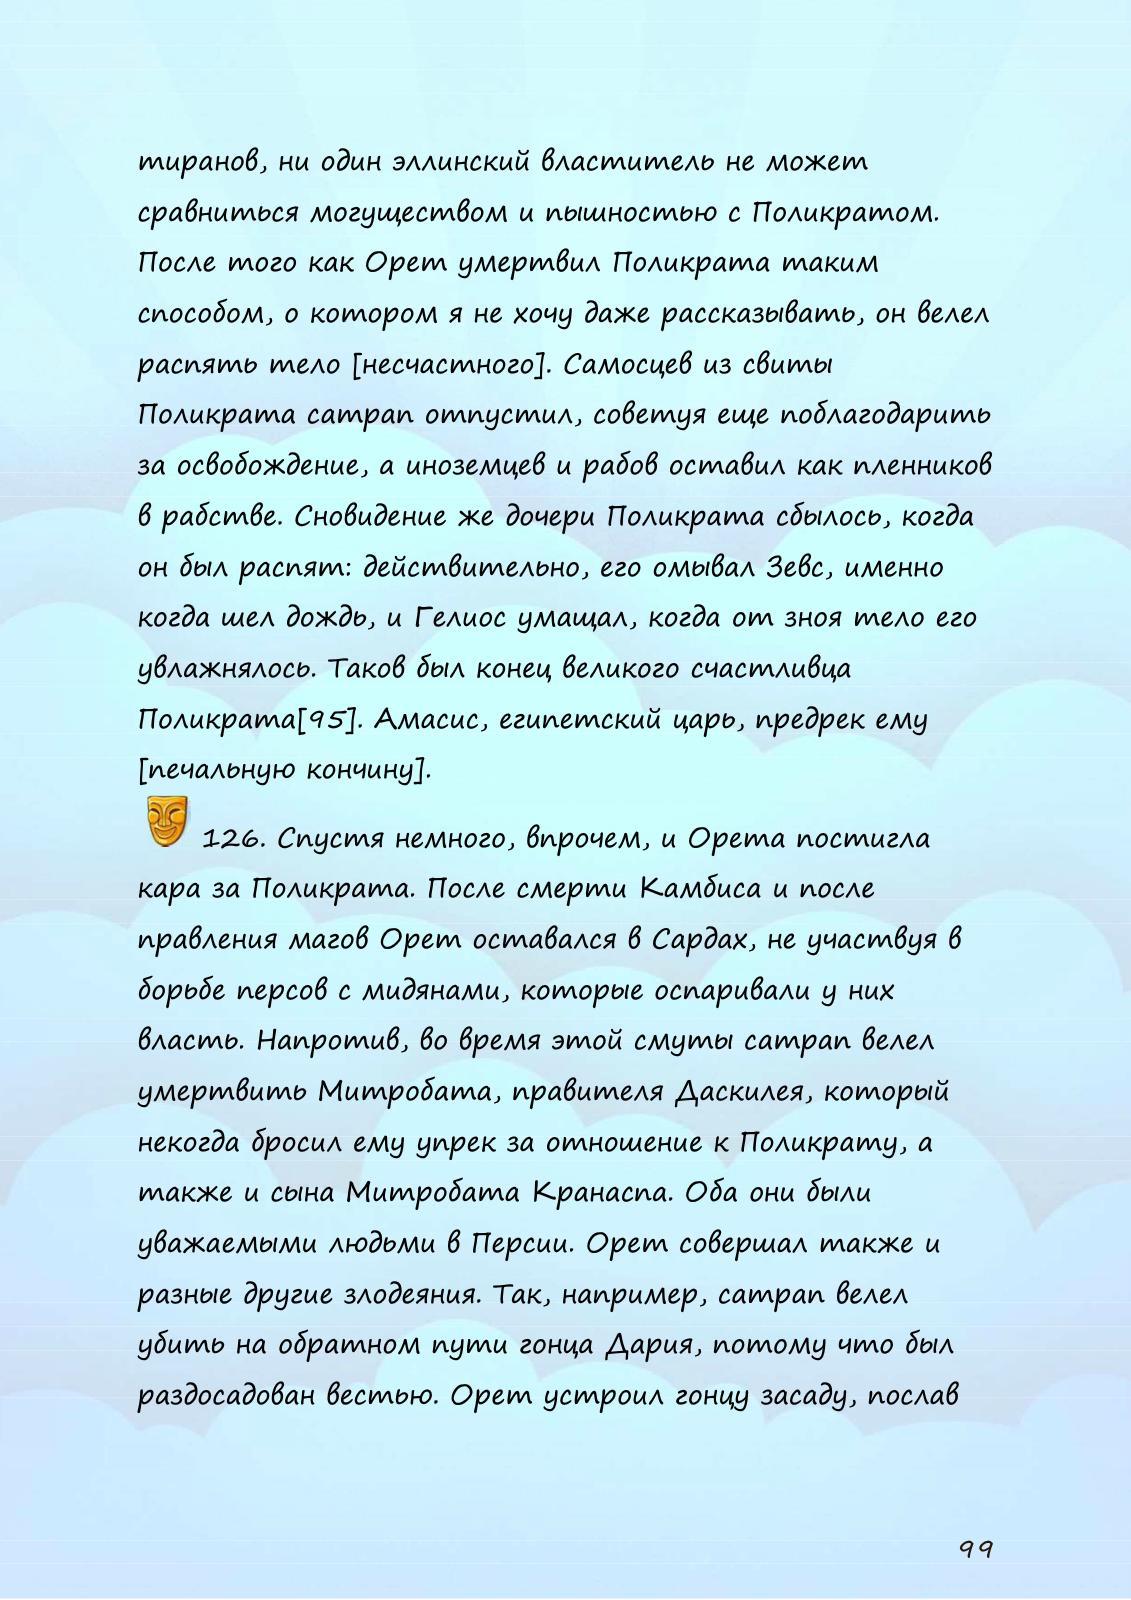 тиранов, ни один эллинский властитель не может
сравниться могуществом и пышностью с Поликратом.
После того как Орет умертвил Поликрата таким
способом, о котором я не хочу даже рассказывать, он велел
распять тело [несчастного]. Самосцев из свиты
Поликрата сатрап отпустил, советуя еще поблагодарить
за освобождение, а иноземцев и рабов оставил как пленников
в рабстве. Сновидение же дочери Поликрата сбылось, когда
он был распят: действительно, его омывал Зевс, именно
когда шел дождь, и Гелиос умащал, когда от зноя тело его
увлажнялось. Таков был конец великого счастливца
Поликрата[95]. Амасис, египетский царь, предрек ему
[печальную кончину].
126. Спустя немного, впрочем, и Орета постигла
кара за Поликрата. После смерти Камбиса и после
правления магов Орет оставался в Сардах, не участвуя в
борьбе персов с мидянами, которые оспаривали у них
власть. Напротив, во время этой смуты сатрап велел
умертвить Митробата, правителя Даскилея, который
некогда бросил ему упрек за отношение к Поликрату, а
также и сына Митробата Кранаспа. Оба они были
уважаемыми людьми в Персии. Орет совершал также и
разные другие злодеяния. Так, например, сатрап велел
убить на обратном пути гонца Дария, потому что был
раздосадован вестью. Орет устроил гонцу засаду, послав
99